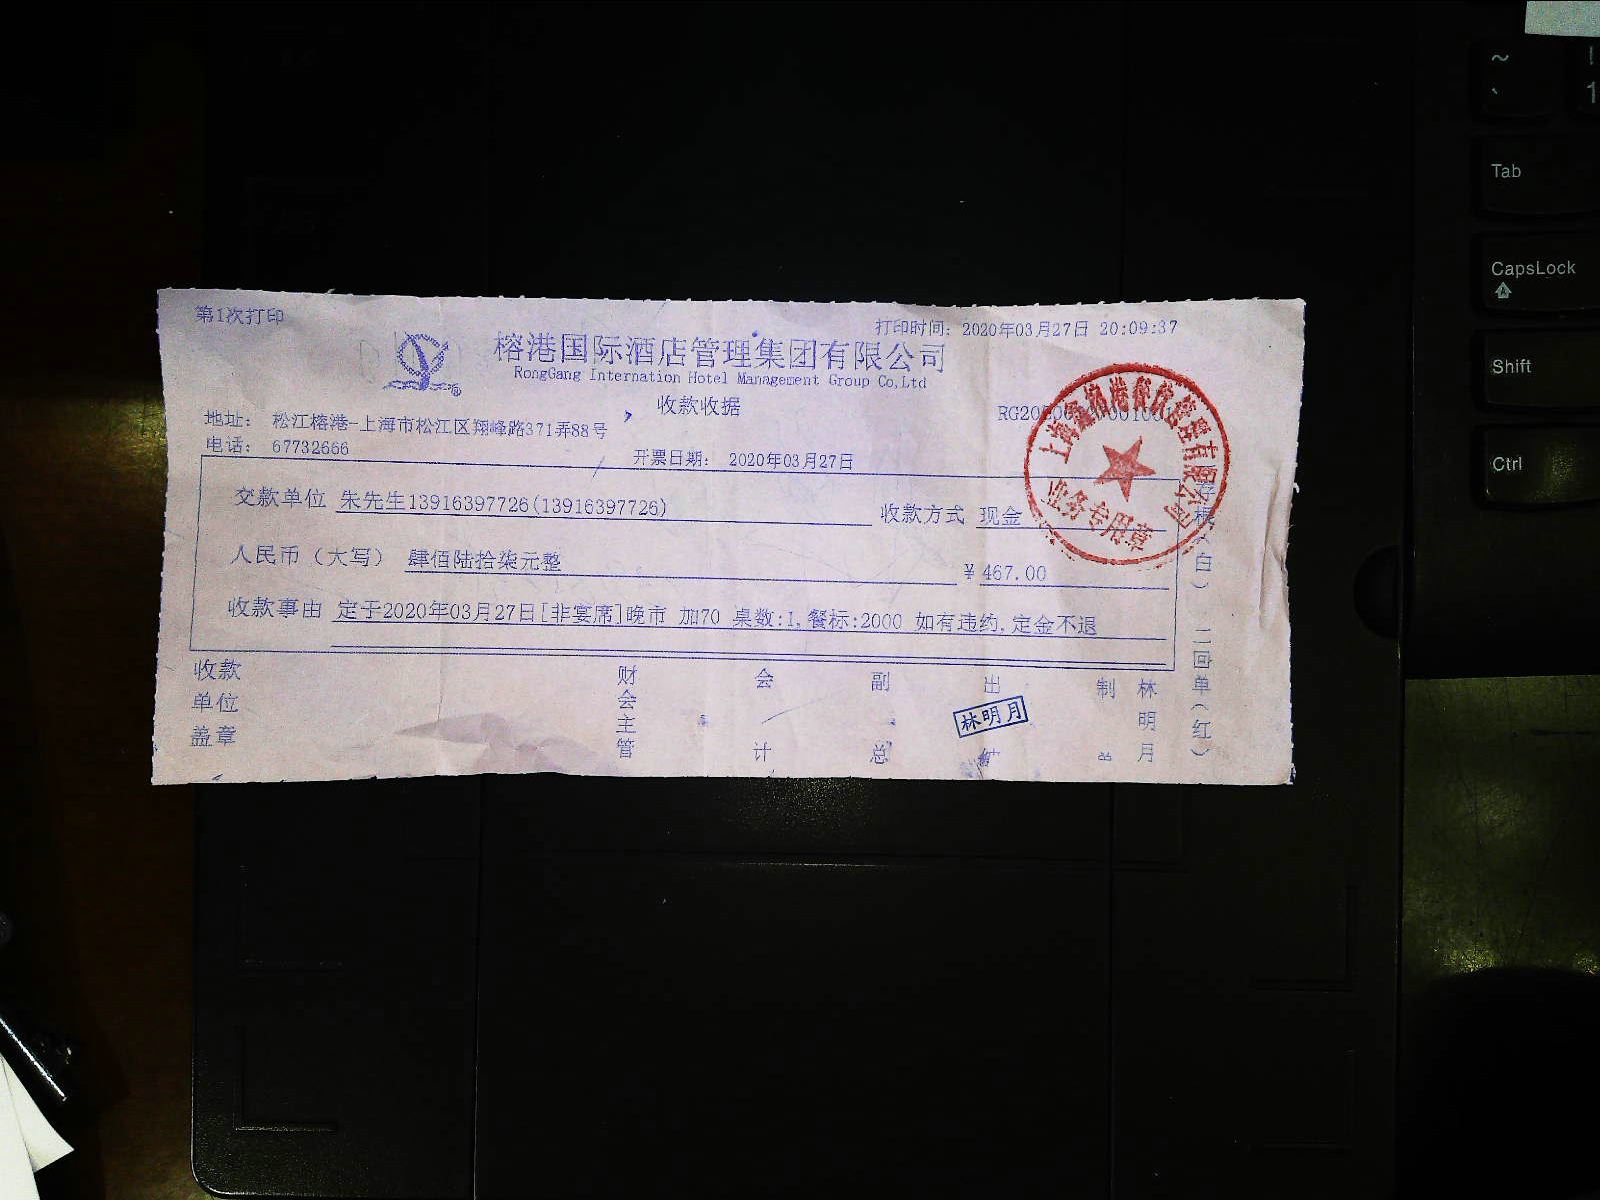 第1次打印
打印时间: 2020年03月27日 20:09:37
榕港国际酒店管理集团有限公司
RongGang Internation Hotel Management Group Co,Ltd
收款收据
地址: 松江榕港-上海市松江区翔峰路371弄88号
电话: 67732666
开票日期: 2020年03月27日
交款单位 朱先生13916397726(13916397726) 收款方式 现金
人民币（大写） 肆佰陆拾柒元整 ¥467.00
收款事由 定于2020年03月27日[非宴席]晚市 加70 桌数:1,餐标:2000 如有违约,定金不退
收款单位盖章 财会主管 会计 副总 出纳 制单 林明月
林明月
存根(白) 二回单(红)
业务专用章
~
`
!
1
Tab
CapsLock
Shift
Ctrl